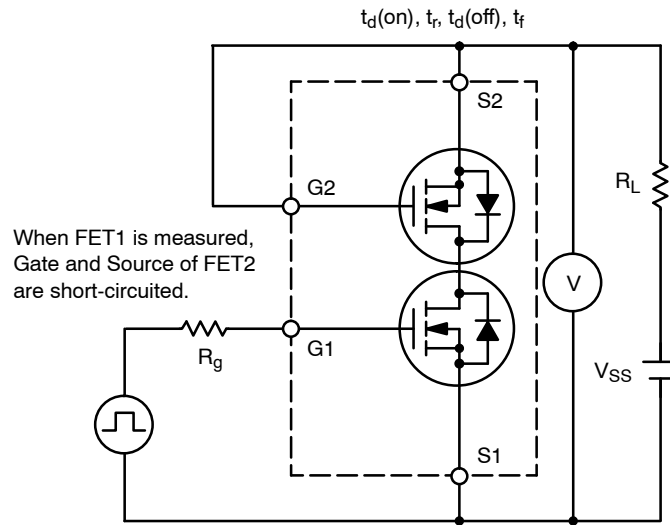 td(on), tr, td(off), tf
S2
G2
RL
When FET1 is measured,
Gate and Source of FET2
are short-circuited.
V
Rg
G1
VSS
S1